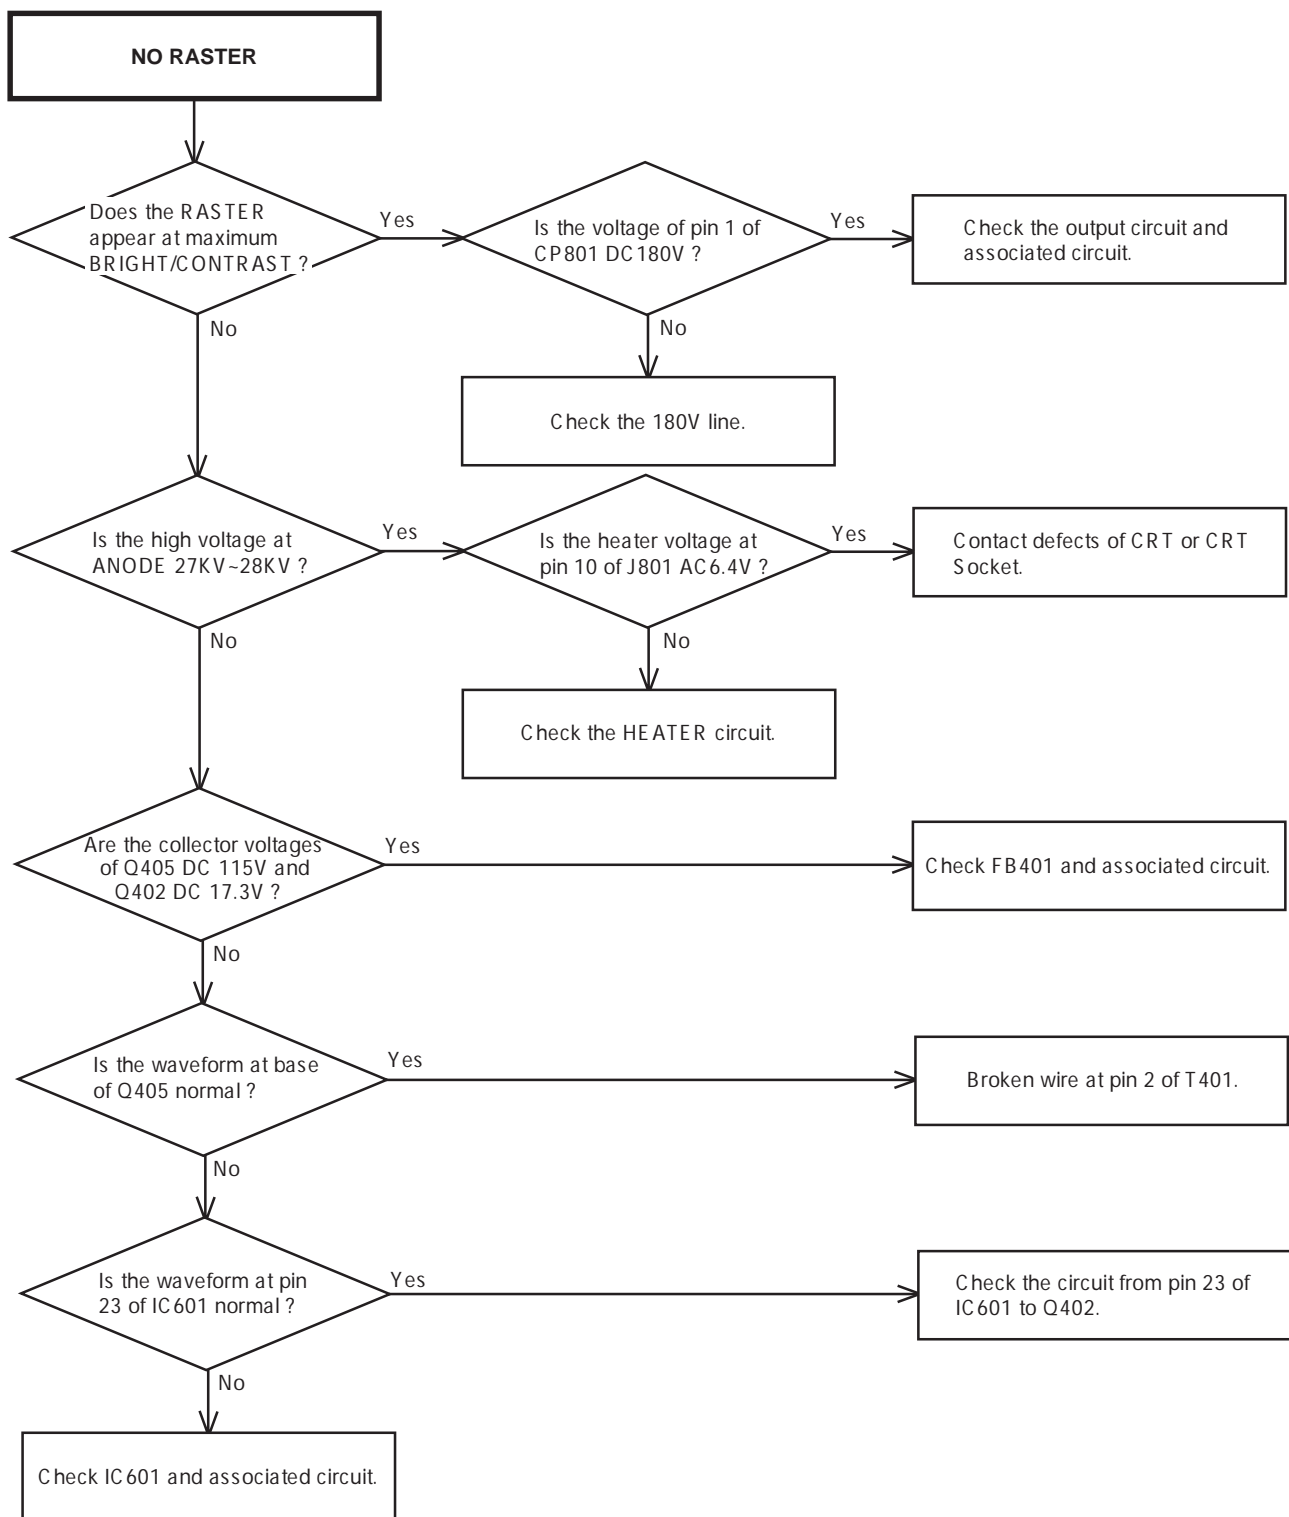 NO RASTER
Does the RASTER
appear at maximum
BRIGHT/CONTRAST ?
Yes
Is the voltage of pin 1 of
CP801 DC180V ?
Yes
Check the output circuit and
associated circuit.
No
No
Check the 180V line.
Is the high voltage at
ANODE 27KV~28KV ?
Yes
Is the heater voltage at
pin 10 of J801 AC6.4V ?
Yes
Contact defects of CRT or CRT
Socket.
No
No
Check the HEATER circuit.
Are the collector voltages
of Q405 DC 115V and
Q402 DC 17.3V ?
Yes
Check FB401 and associated circuit.
No
Is the waveform at base
of Q405 normal ?
Yes
Broken wire at pin 2 of T401.
No
Is the waveform at pin
23 of IC601 normal ?
Yes
Check the circuit from pin 23 of
IC601 to Q402.
No
Check IC601 and associated circuit.